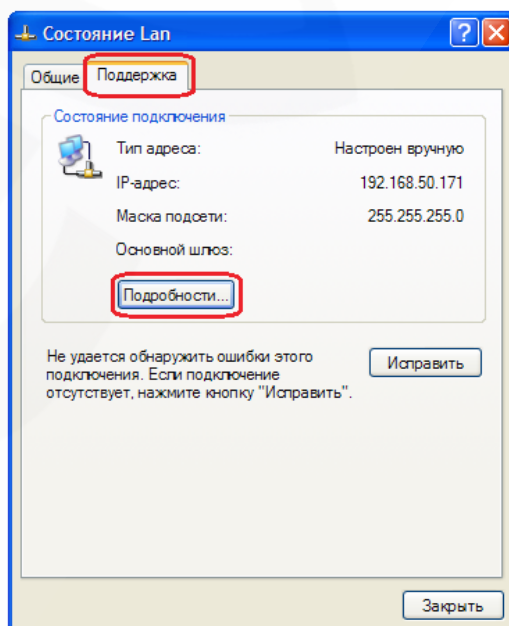 Состояние Lan
Общие
Поддержка
Состояние подключения
Тип адреса: Настроен вручную
IP-адрес: 192.168.50.171
Маска подсети: 255.255.255.0
Основной шлюз:
Подробности...
Не удается обнаружить ошибки этого
подключения. Если подключение
отсутствует, нажмите кнопку "Исправить".
Исправить
Закрыть